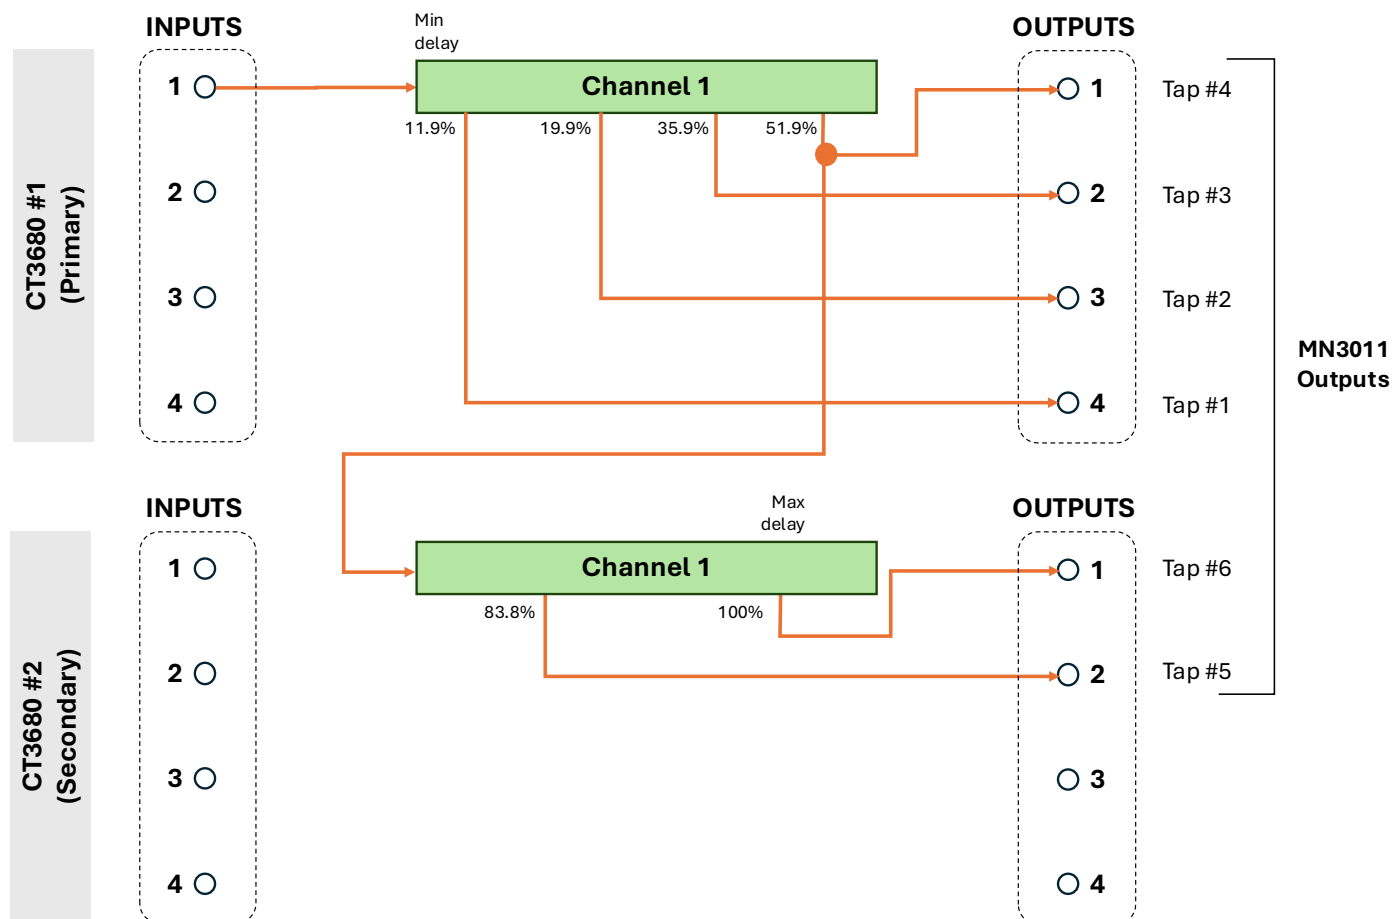 INPUTS
Min
delay
OUTPUTS
CT3680 #1
(Primary)
1
Channel 1
1
Tap #4
11.9%
19.9%
35.9%
51.9%
2
2
Tap #3
3
3
Tap #2
MN3011
Outputs
4
4
Tap #1
INPUTS
Max
delay
OUTPUTS
CT3680 #2
(Secondary)
1
Channel 1
1
Tap #6
83.8%
100%
2
2
Tap #5
3
3
4
4